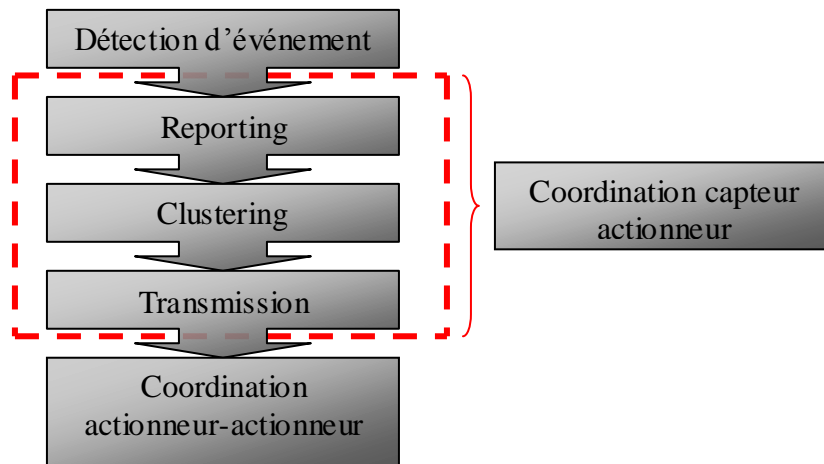 Détection d'événement
Reporting
Clustering
Transmission
Coordination
actionneur-actionneur
Coordination capteur
actionneur